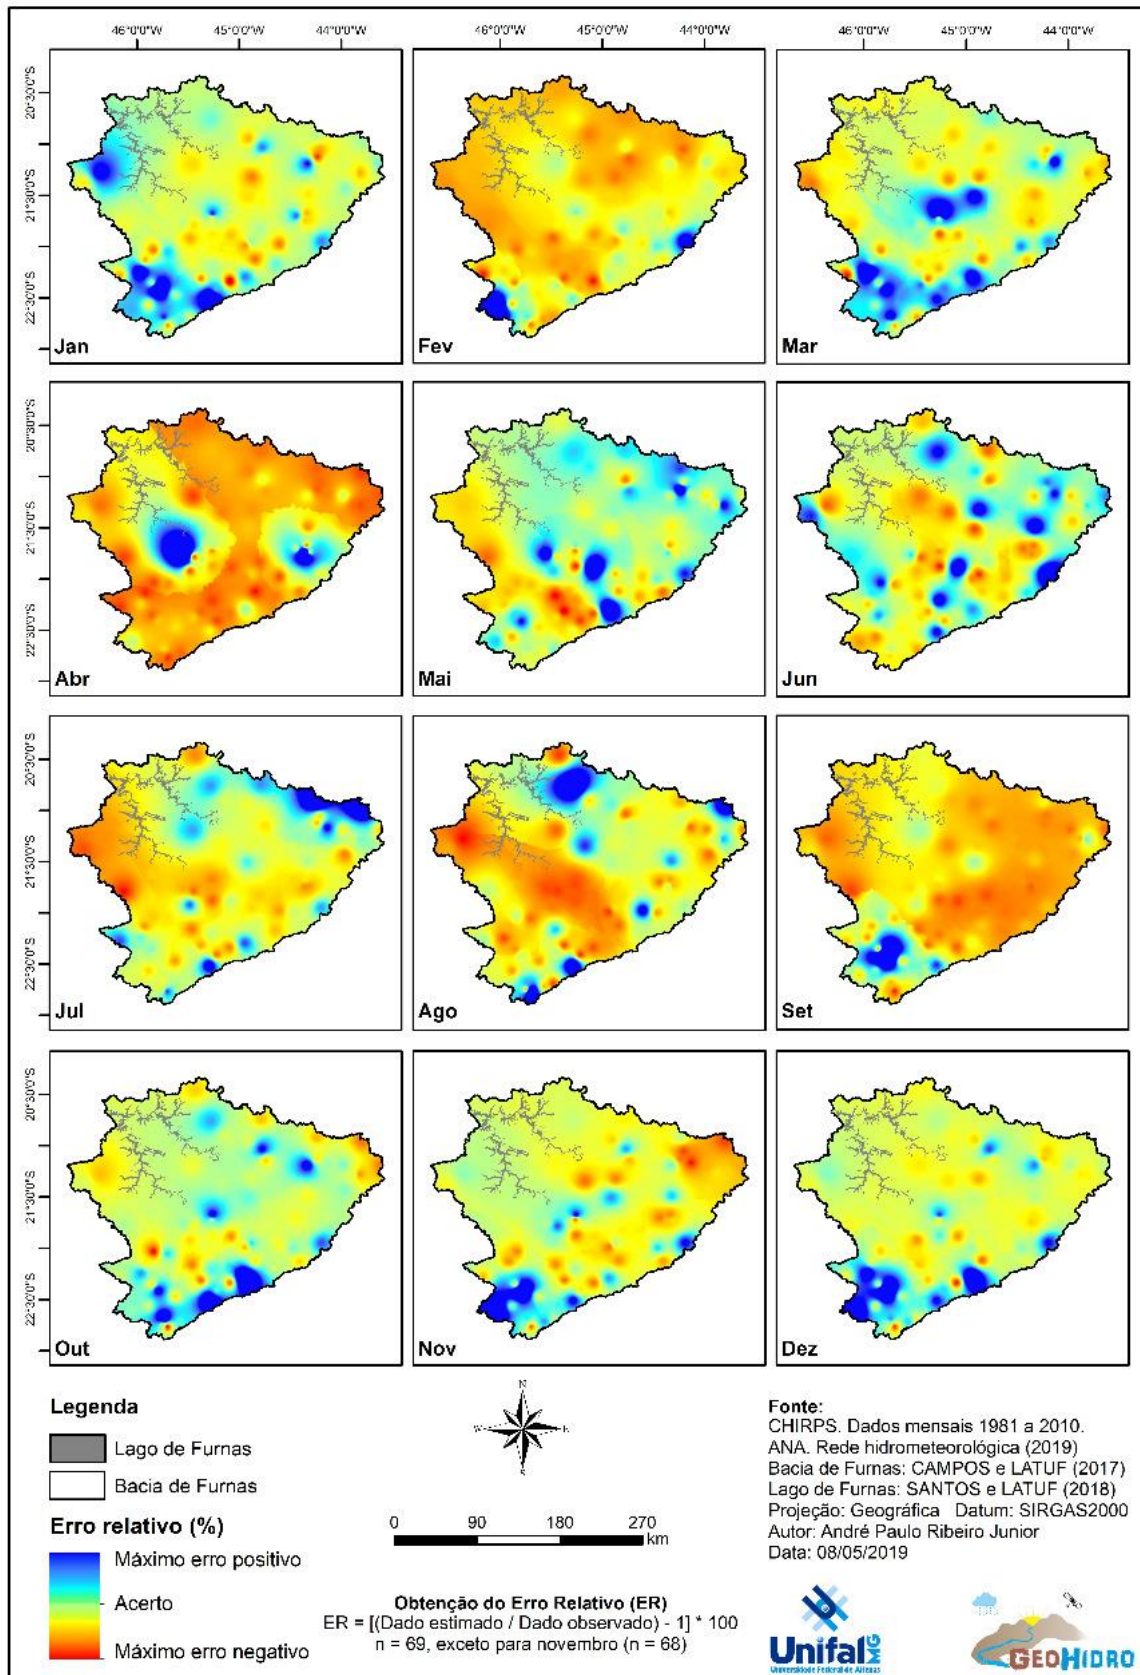 46°0'0"W 45°0'0"W 44°0'0"W 46°0'0"W 45°0'0"W 44°0'0"W 46°0'0"W 45°0'0"W 44°0'0"W
20°30'0"S
21°30'0"S
22°30'0"S
Jan Fev Mar
20°30'0"S
21°30'0"S
22°30'0"S
Abr Mai Jun
20°30'0"S
21°30'0"S
22°30'0"S
Jul Ago Set
20°30'0"S
21°30'0"S
22°30'0"S
Out Nov Dez
Legenda
Lago de Furnas
Bacia de Furnas
Erro relativo (%)
Máximo erro positivo
Acerto
Máximo erro negativo
N
W E
S
0 90 180 270
km
Obtenção do Erro Relativo (ER)
ER = [(Dado estimado / Dado observado) - 1] * 100
n = 69, exceto para novembro (n = 68)
Fonte:
CHIRPS. Dados mensais 1981 a 2010.
ANA. Rede hidrometeorológica (2019)
Bacia de Furnas: CAMPOS e LATUF (2017)
Lago de Furnas: SANTOS e LATUF (2018)
Projeção: Geográfica Datum: SIRGAS2000
Autor: André Paulo Ribeiro Junior
Data: 08/05/2019
Unifal MG
Universidade Federal de Alfenas
GEOHIDRO